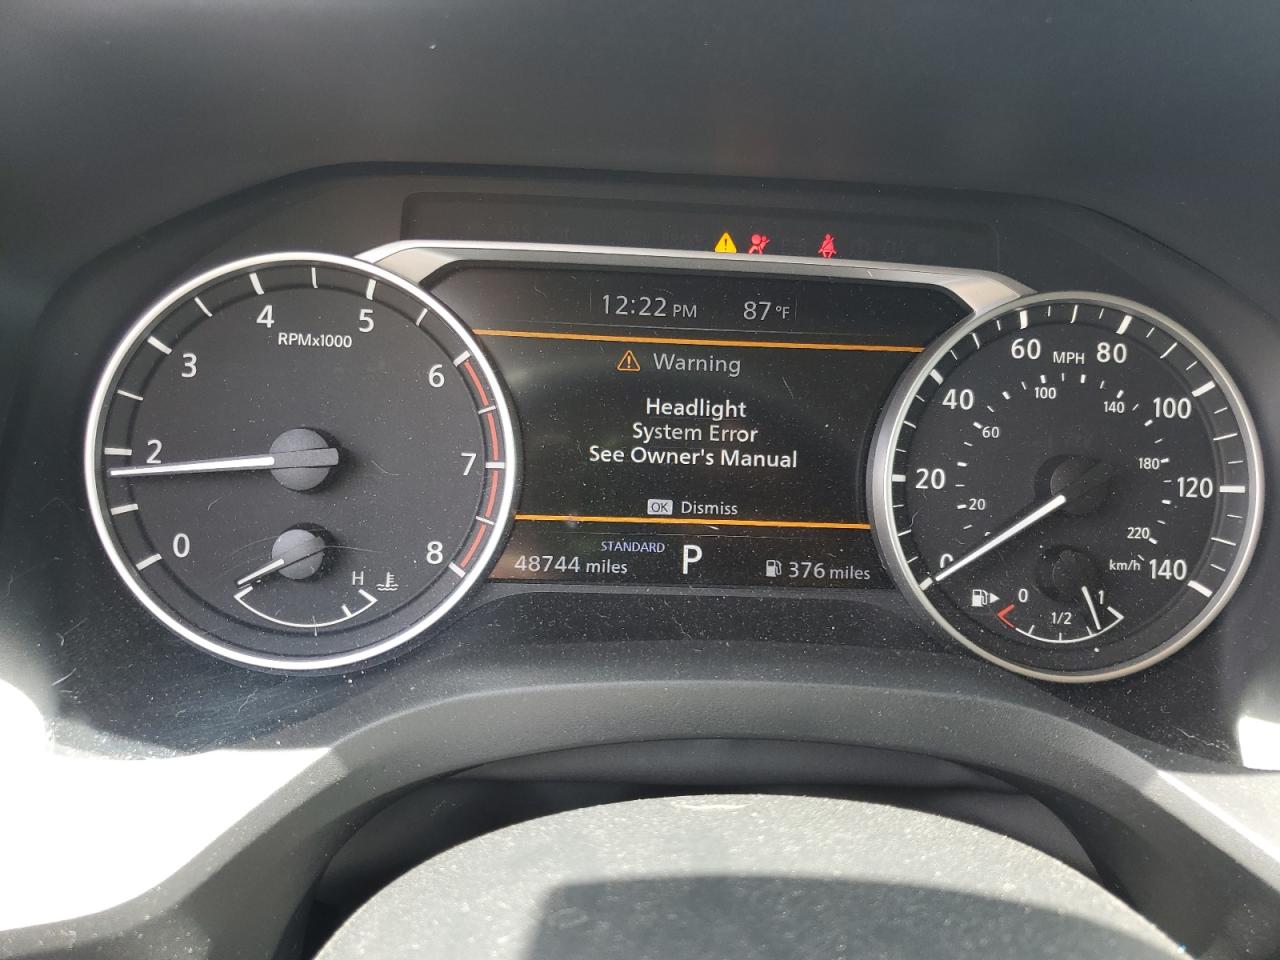 12:22 PM 87°F
Warning
Headlight
System Error
See Owner's Manual
OK Dismiss
STANDARD
48744 miles P 376 miles
0 2 3 4 5 6 7 8
RPMx1000
H
0 20 40 60 80 100 120 140
MPH
20 60 100 140 180 220
km/h
0 1/2 1